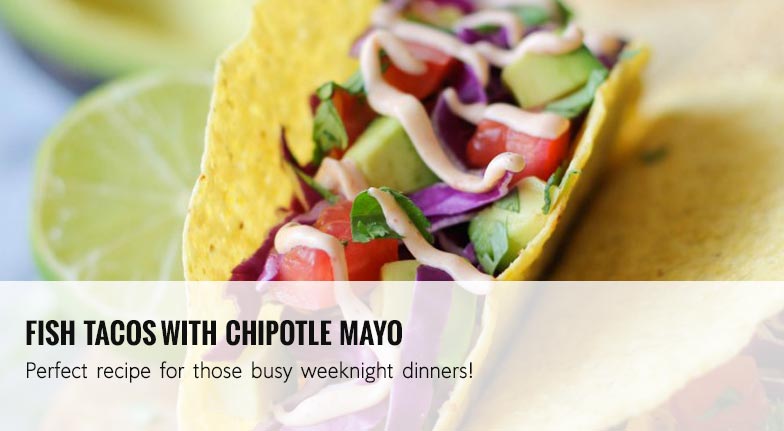 FISH TACOS WITH CHIPOTLE MAYO
Perfect recipe for those busy weeknight dinners!